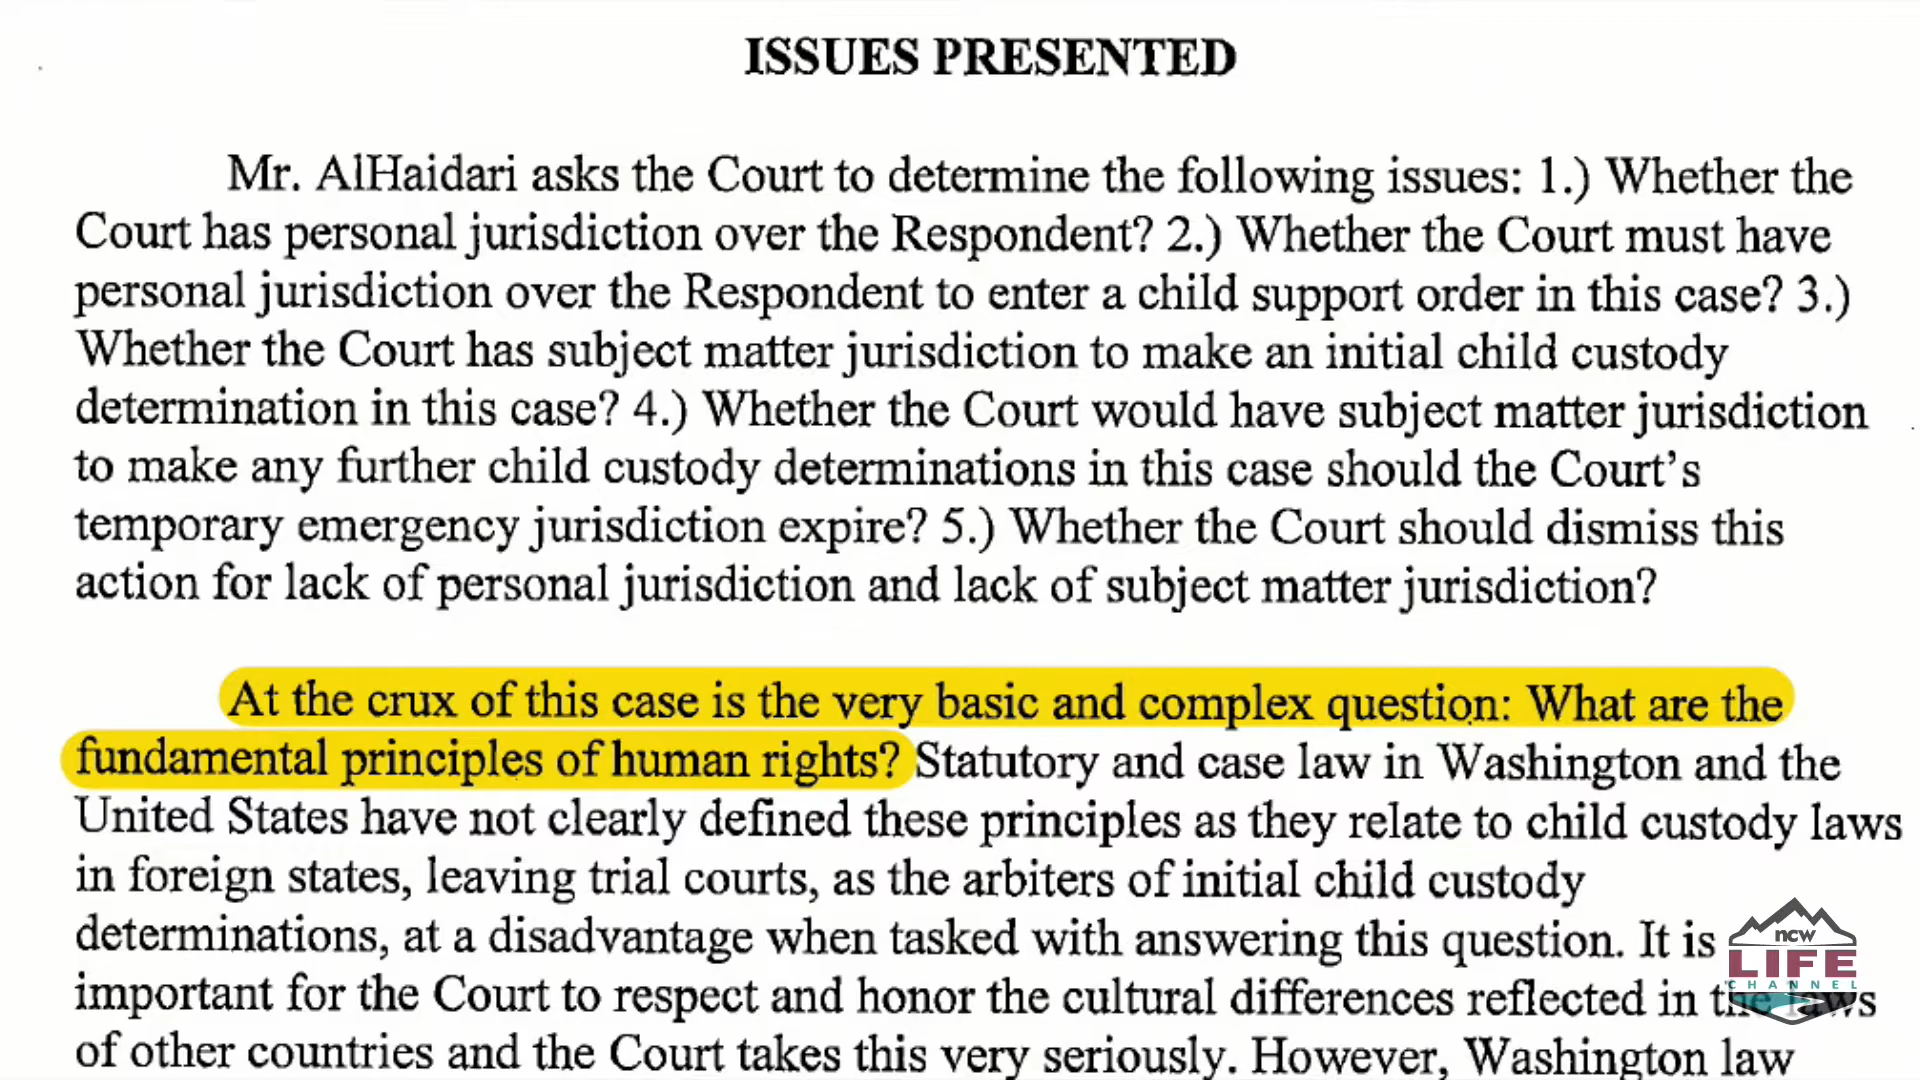 ISSUES PRESENTED
Mr. AlHaidari asks the Court to determine the following issues: 1.) Whether the
Court has personal jurisdiction over the Respondent? 2.) Whether the Court must have
personal jurisdiction over the Respondent to enter a child support order in this case? 3.)
Whether the Court has subject matter jurisdiction to make an initial child custody
determination in this case? 4.) Whether the Court would have subject matter jurisdiction
to make any further child custody determinations in this case should the Court’s
temporary emergency jurisdiction expire? 5.) Whether the Court should dismiss this
action for lack of personal jurisdiction and lack of subject matter jurisdiction?
At the crux of this case is the very basic and complex question: What are the
fundamental principles of human rights? Statutory and case law in Washington and the
United States have not clearly defined these principles as they relate to child custody laws
in foreign states, leaving trial courts, as the arbiters of initial child custody
determinations, at a disadvantage when tasked with answering this question. It is
important for the Court to respect and honor the cultural differences reflected in the laws
of other countries and the Court takes this very seriously. However, Washington law
ncw
LIFE
CHANNEL